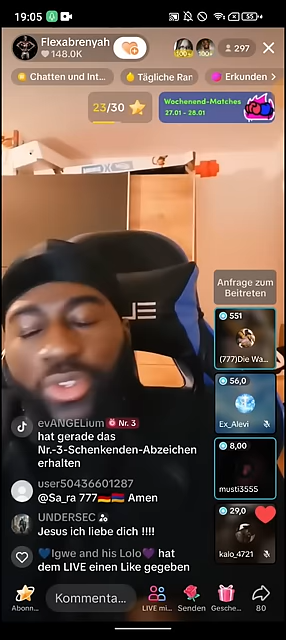 19:05
55
Flexabrenyah
148.0K
100+
100+
297
Chatten und Int...
Tägliche Ran
Erkunden
23/30
Wochenend-Matches
27.01 - 28.01
Anfrage zum
Beitreten
551
(777)Die Wa...
56,0
Ex_Alevi
8,00
musti3555
29,0
kalo_4721
evANGELium Nr. 3
hat gerade das
Nr.-3-Schenkenden-Abzeichen
erhalten
user50436601287
@Sa_ra 777🇩🇪🇦🇲 Amen
UNDERSEC
Jesus ich liebe dich !!!!
💙Igwe and his Lolo💜 hat
dem LIVE einen Like gegeben
Abonn...
Kommenta...
LIVE mi...
Senden
Gesche...
80